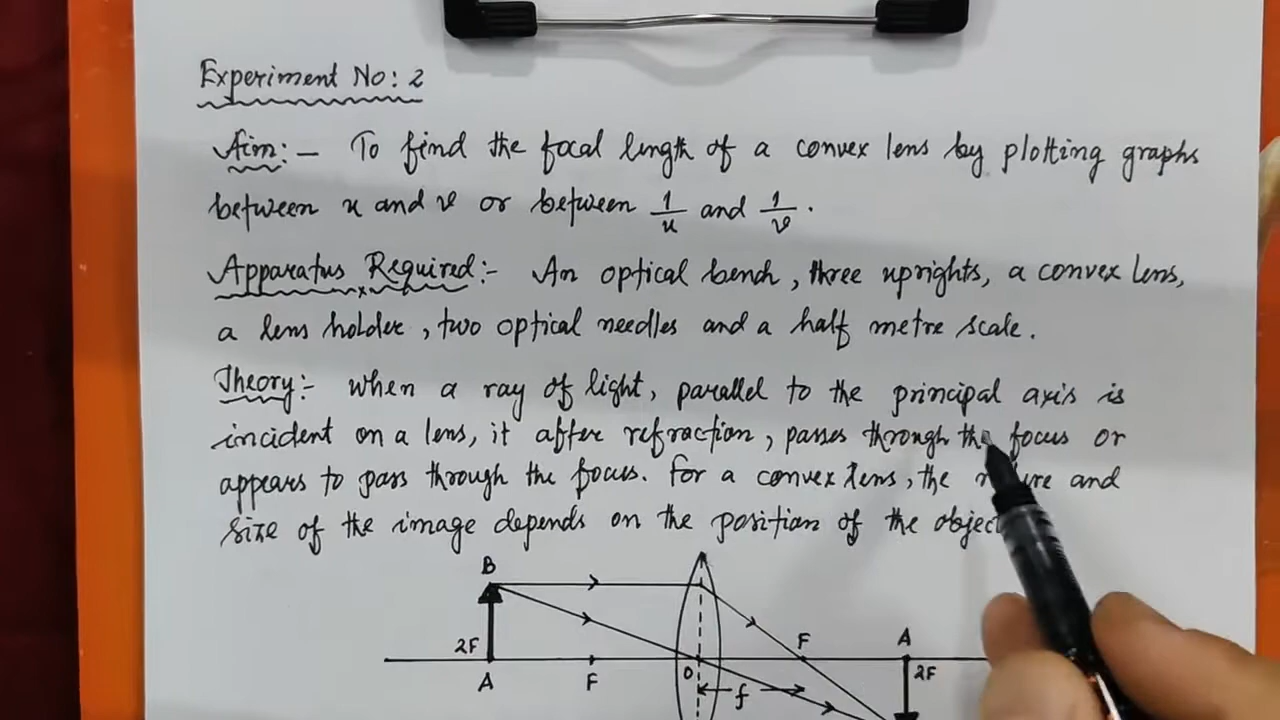 Experiment No: 2
Aim:- To find the focal length of a convex lens by plotting graphs
between u and v or between 1/u and 1/v.
Apparatus Required:- An optical bench, three uprights, a convex lens,
a lens holder, two optical needles and a half metre scale.
Theory:- When a ray of light, parallel to the principal axis is
incident on a lens, it after refraction, passes through the focus or
appears to pass through the focus. For a convex lens, the and
size of the image depends on the position of the object
B
2F F A
A F O f 2F